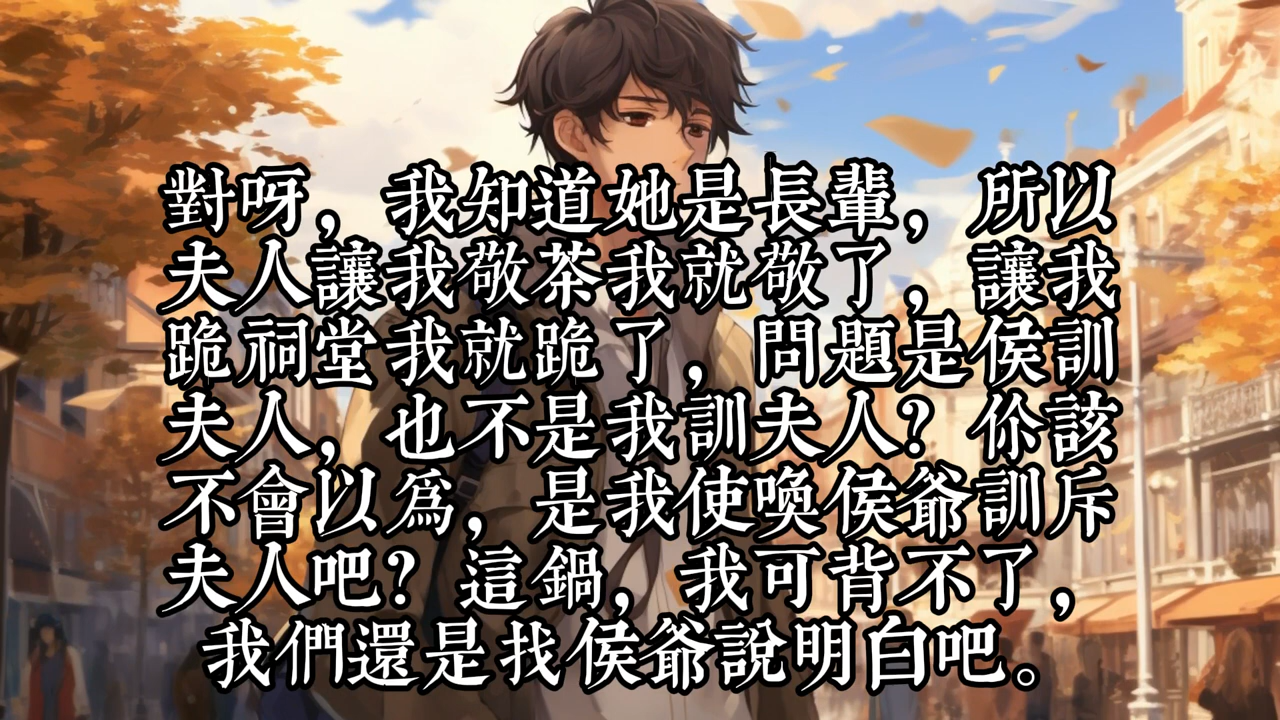 對呀，我知道她是長輩，所以
夫人讓我敬茶我就敬了，讓我
跪祠堂我就跪了，問題是侯訓
夫人，也不是我訓夫人？你該
不會以爲，是我使喚侯爺訓斥
夫人吧？這鍋，我可背不了，
我們還是找侯爺說明白吧。